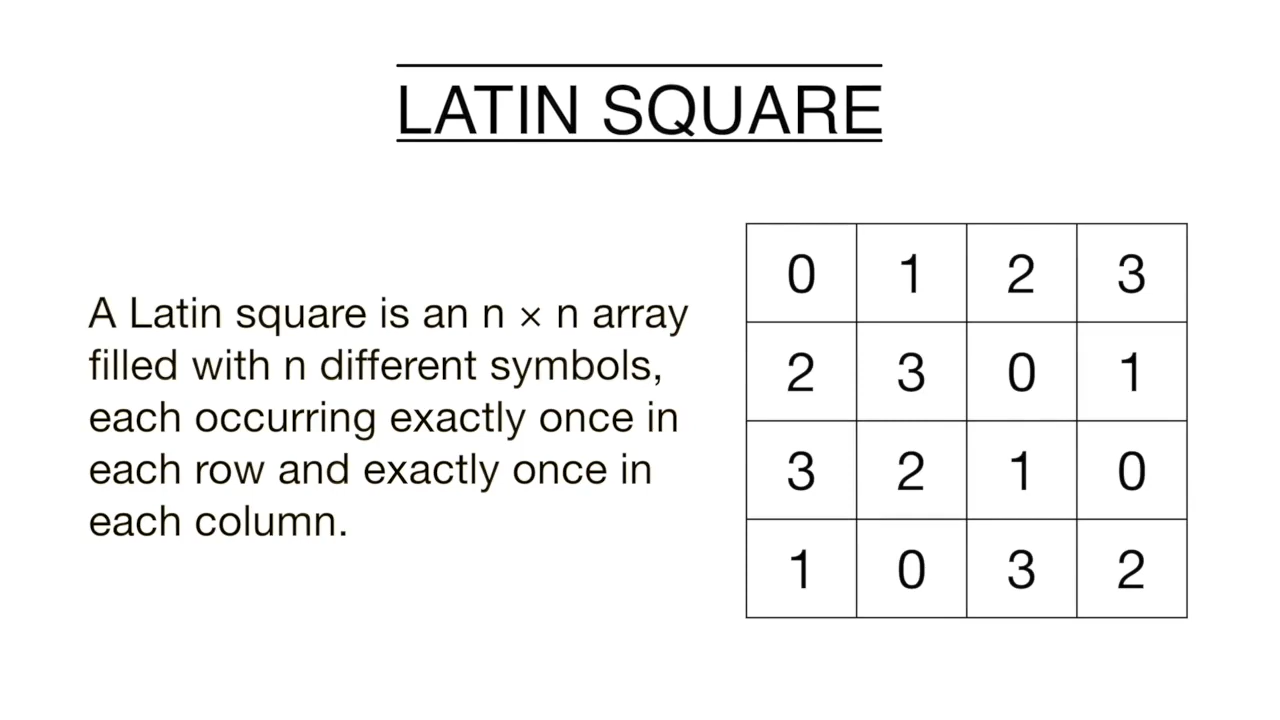 LATIN SQUARE
A Latin square is an n × n array
filled with n different symbols,
each occurring exactly once in
each row and exactly once in
each column.
0 1 2 3
2 3 0 1
3 2 1 0
1 0 3 2